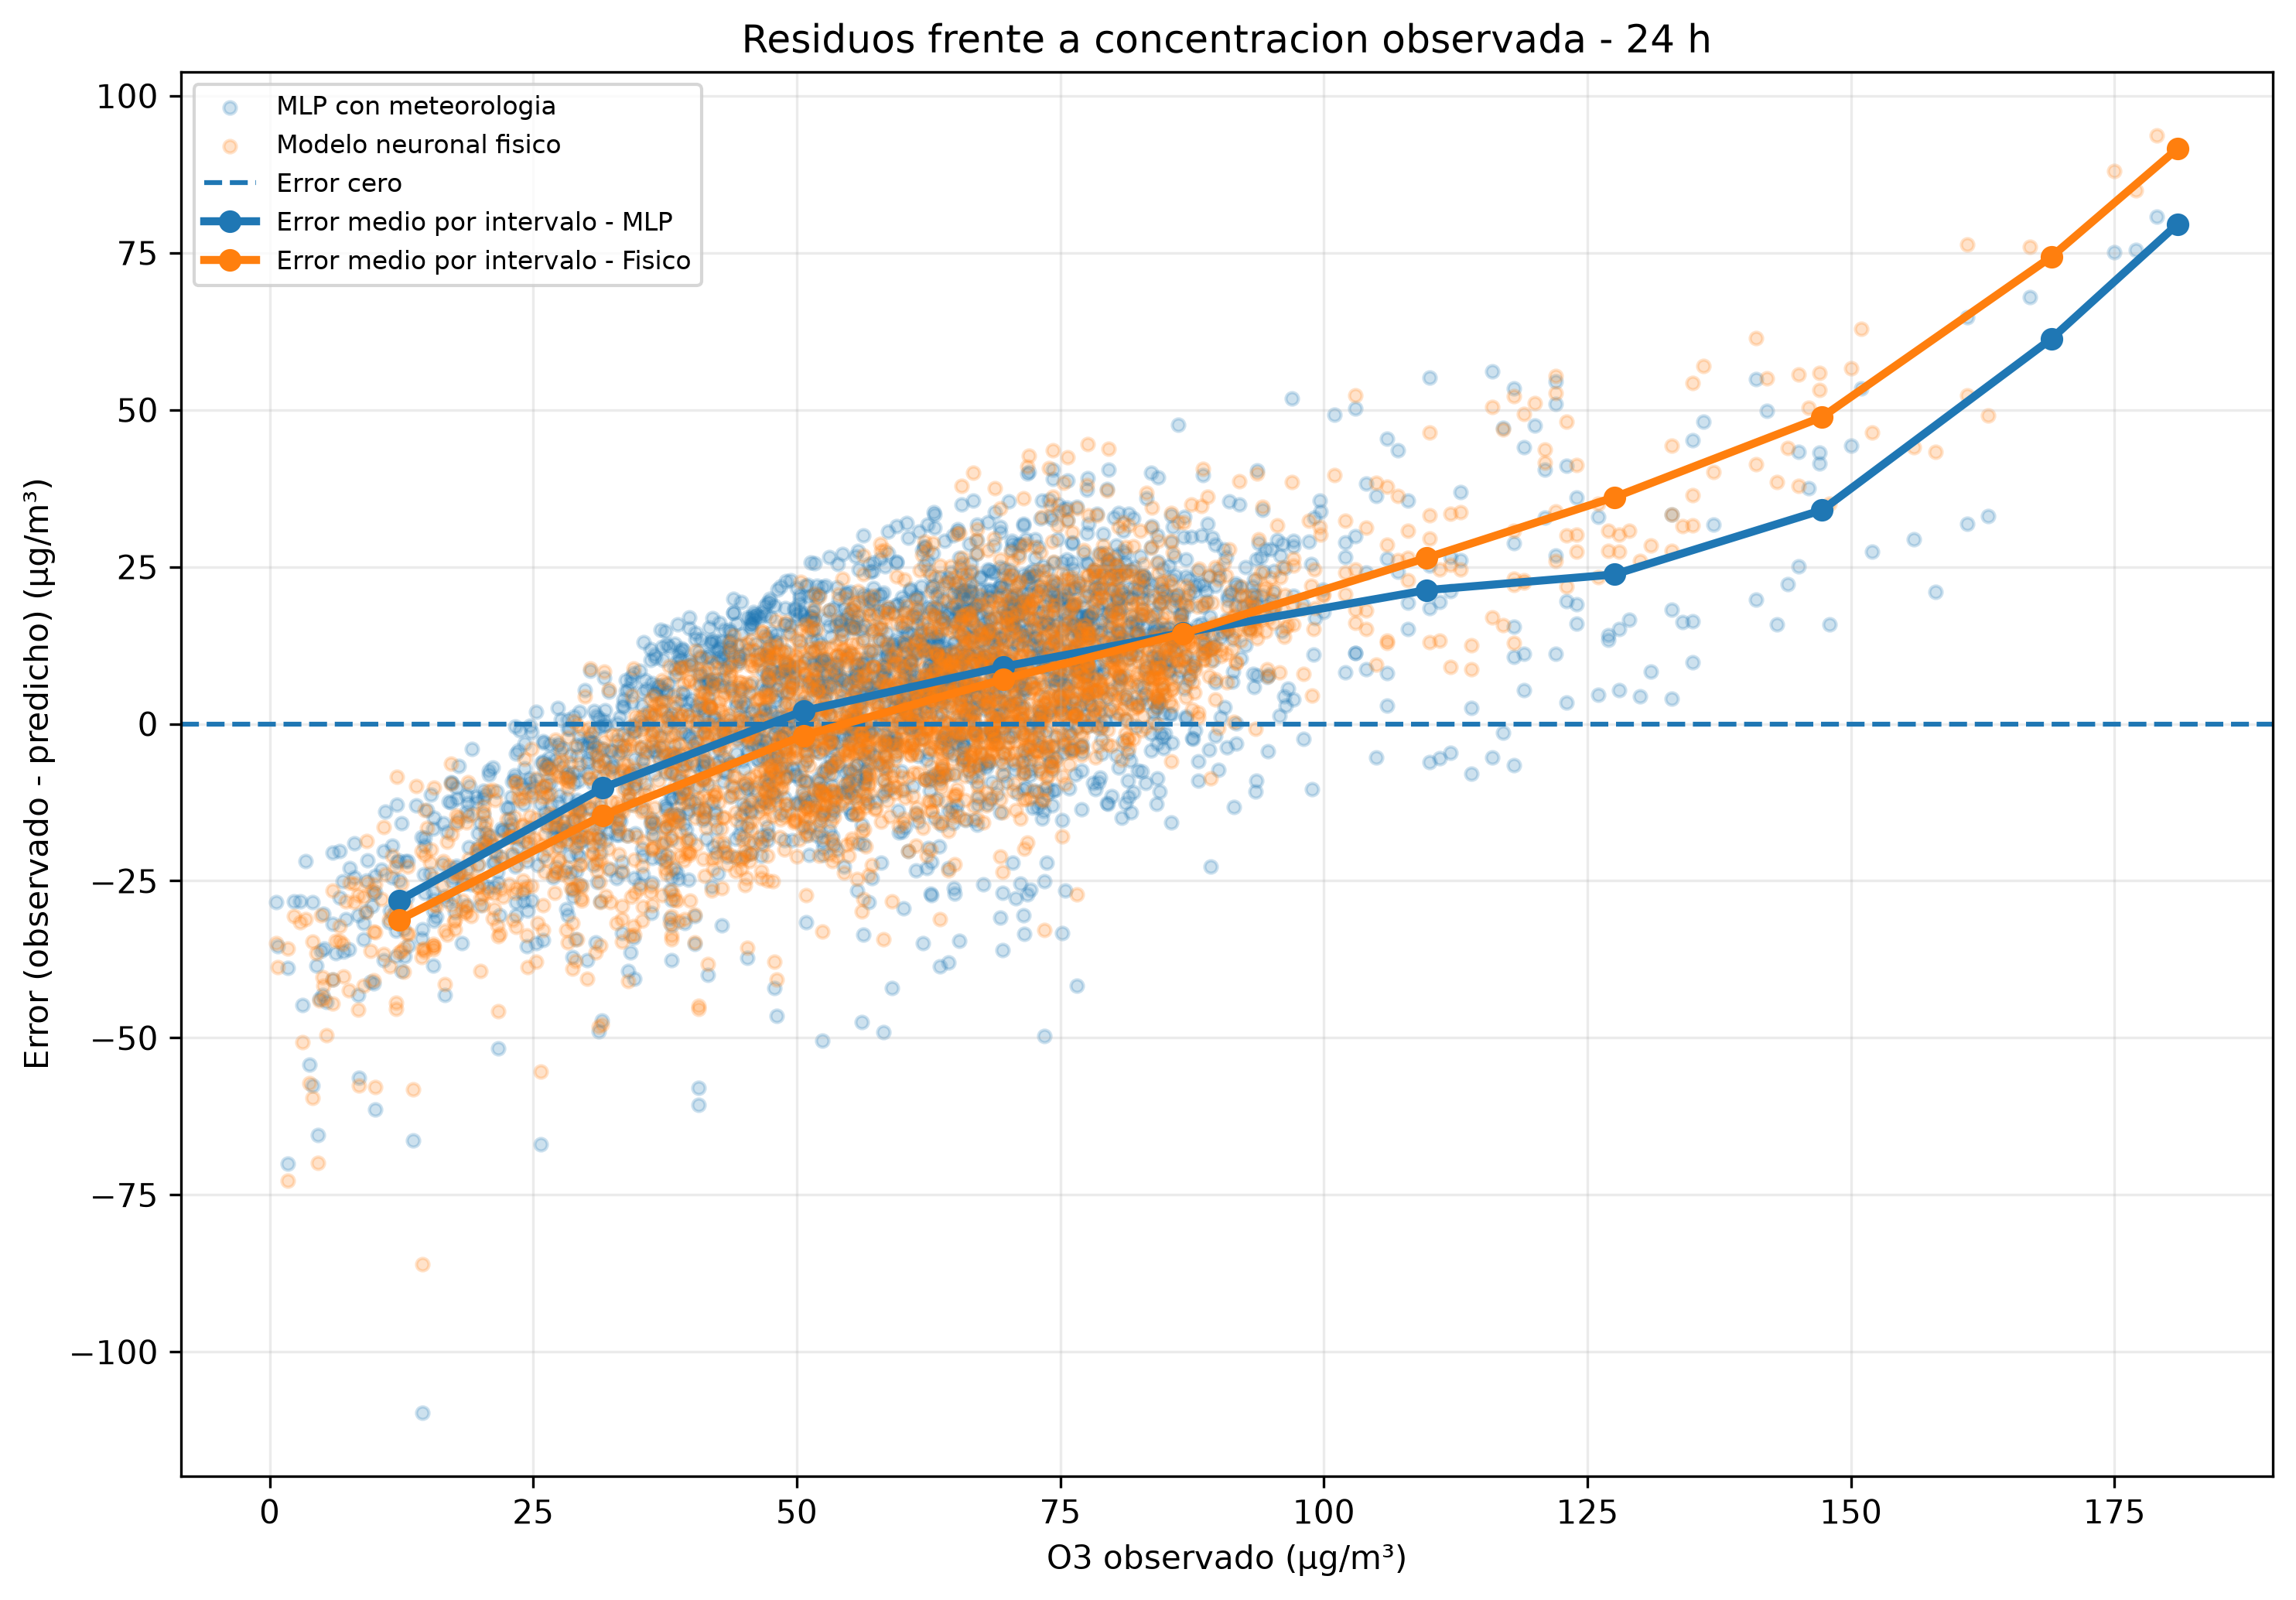 Residuos frente a concentracion observada - 24 h
MLP con meteorologia
Modelo neuronal fisico
Error cero
Error medio por intervalo - MLP
Error medio por intervalo - Fisico
Error (observado - predicho) (µg/m³)
100
75
50
25
0
−25
−50
−75
−100
0 25 50 75 100 125 150 175
O3 observado (µg/m³)